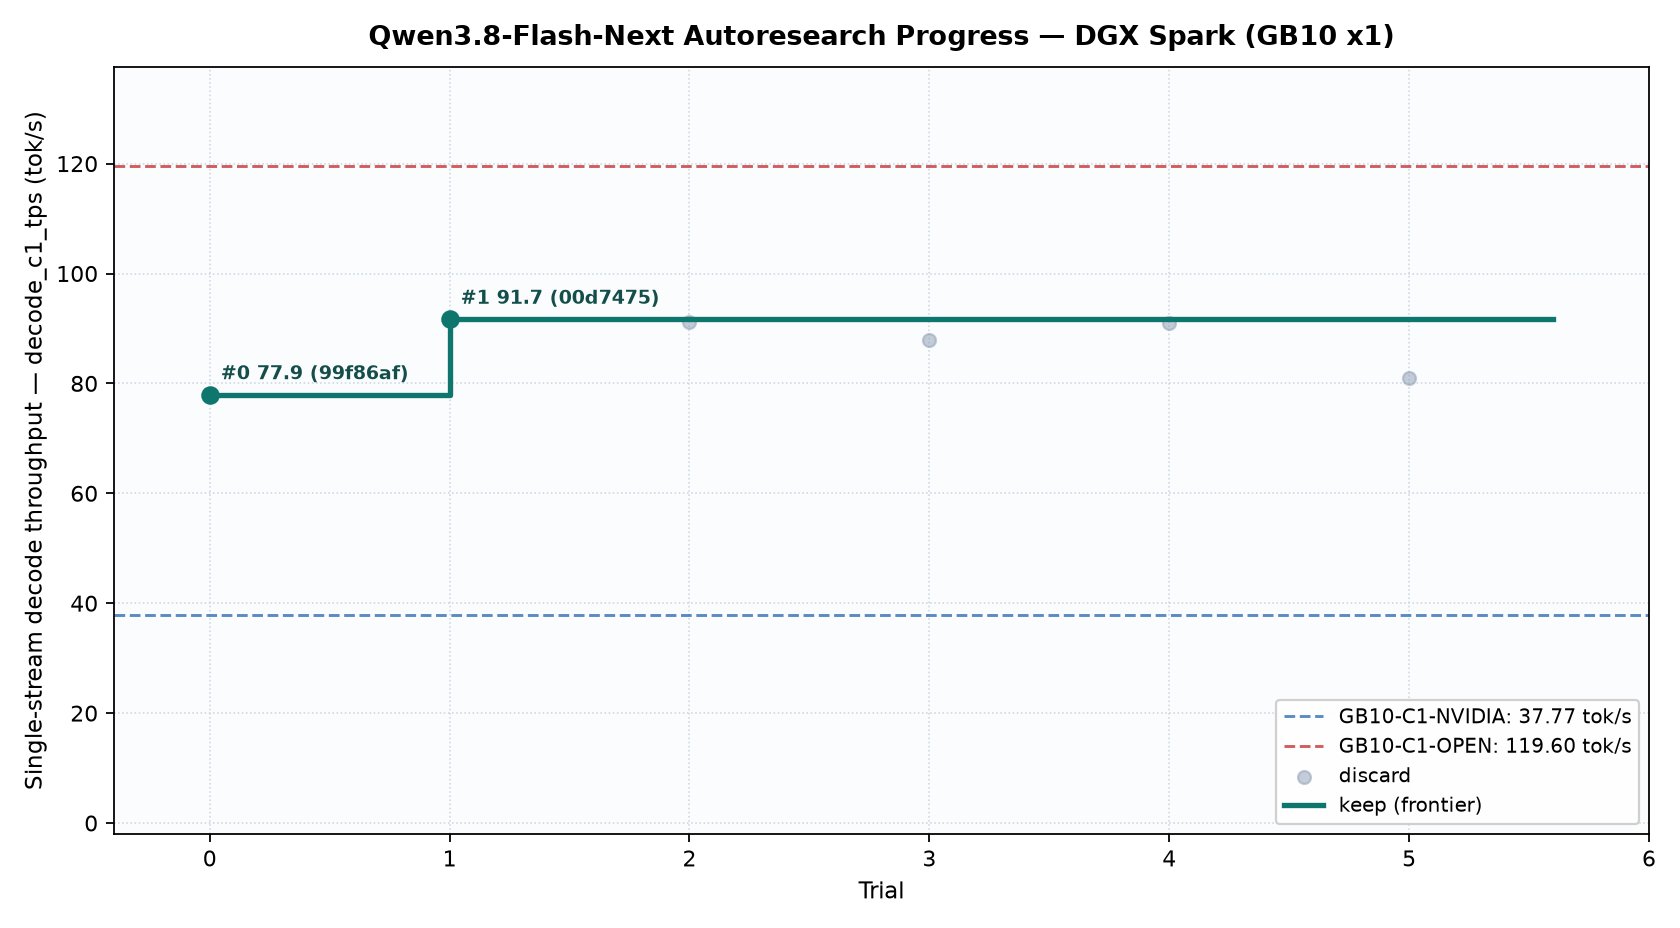 Qwen3.8-Flash-Next Autoresearch Progress — DGX Spark (GB10 x1)
Single-stream decode throughput — decode_c1_tps (tok/s)
120
100
80
60
40
20
0
#1 91.7 (00d7475)
#0 77.9 (99f86af)
GB10-C1-NVIDIA: 37.77 tok/s
GB10-C1-OPEN: 119.60 tok/s
discard
keep (frontier)
0 1 2 3 4 5 6
Trial